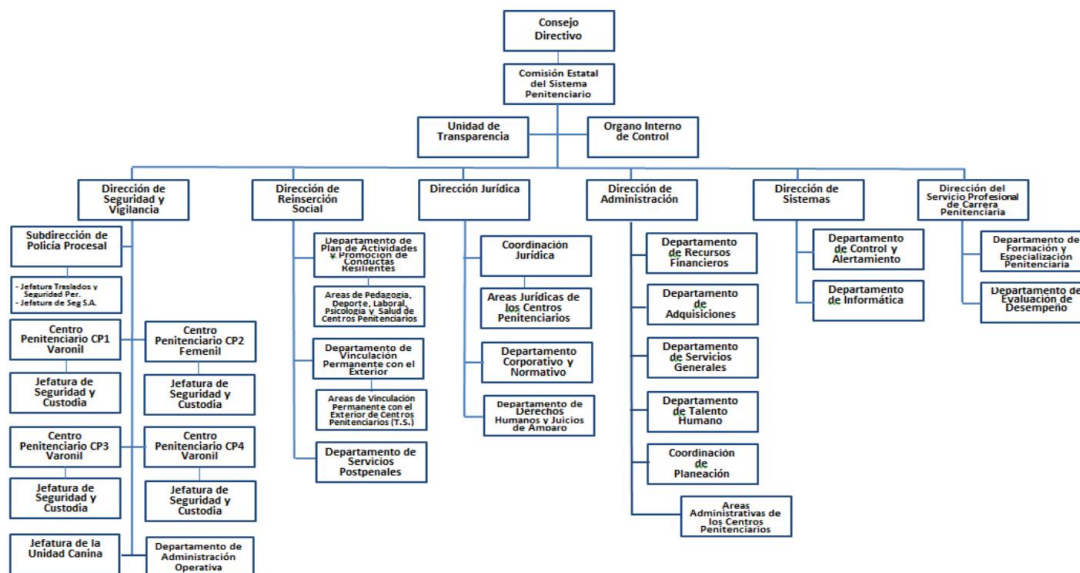 Consejo
Directivo
Comisión Estatal
del Sistema
Penitenciario
Unidad de
Transparencia
Organo Interno
de Control
Dirección de
Seguridad y
Vigilancia
Subdirección de
Policía Procesal
- Jefatura Traslados y
Seguridad Per.
- Jefatura de Seg S.A.
Centro
Penitenciario CP1
Varonil
Centro
Penitenciario CP2
Femenil
Jefatura de
Seguridad y
Custodia
Jefatura de
Seguridad y
Custodia
Centro
Penitenciario CP3
Varonil
Centro
Penitenciario CP4
Varonil
Jefatura de
Seguridad y
Custodia
Jefatura de
Seguridad y
Custodia
Jefatura de la
Unidad Canina
Departamento de
Administración
Operativa
Dirección de
Reinserción
Social
Departamento de
Plan de Actividades
y Promoción de
Conductas
Resilientes
Areas de Pedagogía,
Deporte, Laboral,
Psicología y Salud de
Centros Penitenciarios
Departamento de
Vinculación
Permanente con el
Exterior
Areas de Vinculación
Permanente con el
Exterior de Centros
Penitenciarios (T.S.)
Departamento de
Servicios
Postpenales
Dirección Jurídica
Coordinación
Jurídica
Areas Jurídicas de
los Centros
Penitenciarios
Departamento
Corporativo y
Normativo
Departamento de
Derechos
Humanos y Juicios
de Amparo
Dirección de
Administración
Departamento
de Recursos
Financieros
Departamento
de
Adquisiciones
Departamento
de Servicios
Generales
Departamento
de Talento
Humano
Coordinación
de
Planeación
Areas
Administrativas de
los Centros
Penitenciarios
Dirección de
Sistemas
Departamento
de Control y
Alertamiento
Departamento
de Informática
Dirección del
Servicio Profesional
de Carrera
Penitenciaria
Departamento de
Formación y
Especialización
Penitenciaria
Departamento de
Evaluación de
Desempeño